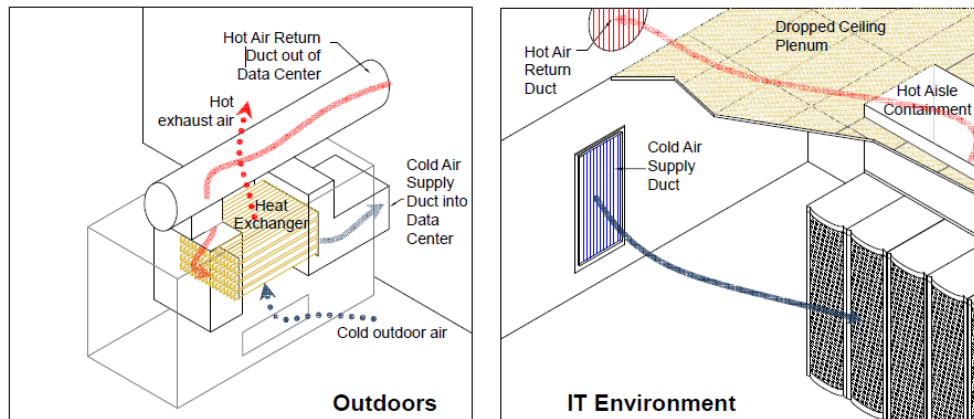 Hot Air Return
Duct out of
Data Center
Hot
exhaust air
Cold Air
Supply
Duct into
Data
Center
Heat
Exchanger
Cold outdoor air
Outdoors
Dropped Ceiling
Plenum
Hot Air
Return
Duct
Hot Aisle
Containment
Cold Air
Supply
Duct
IT Environment